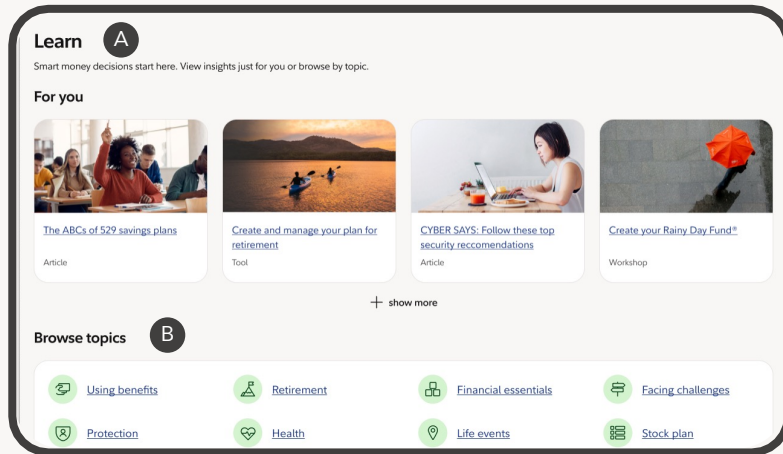 Learn
A
Smart money decisions start here. View insights just for you or browse by topic.
For you
The ABCs of 529 savings plans
Article
Create and manage your plan for
retirement
Tool
CYBER SAYS: Follow these top
security reccomendations
Article
Create your Rainy Day Fund®
Workshop
+ show more
Browse topics
B
Using benefits
Retirement
Financial essentials
Facing challenges
Protection
Health
Life events
Stock plan